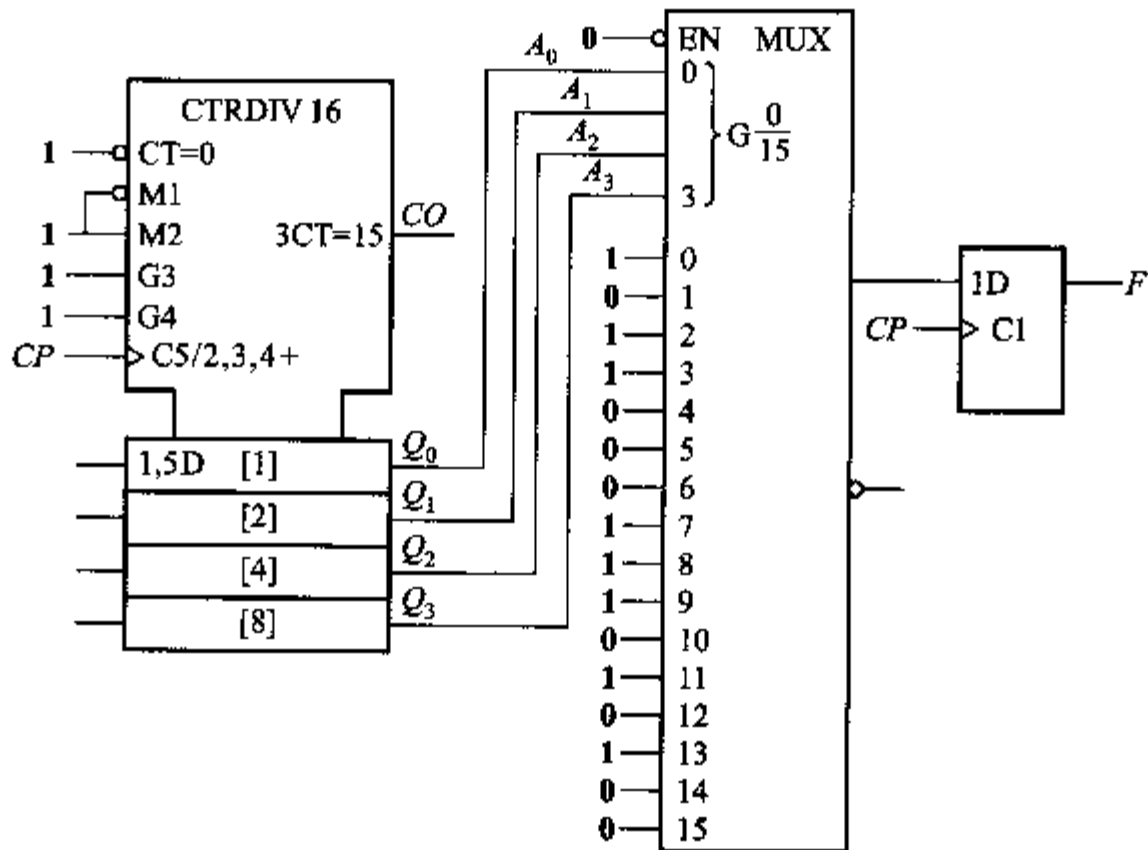 0 EN MUX
A0 0
A1
A2
A3 3
G 0/15
CTRDIV 16
1 CT=0
M1
1 M2 3CT=15 CO
1 G3
1 G4
CP C5/2,3,4+
1,5D [1] Q0
[2] Q1
[4] Q2
[8] Q3
1 0
0 1
1 2
1 3
0 4
0 5
0 6
1 7
1 8
1 9
0 10
1 11
0 12
1 13
0 14
0 15
1D F
CP C1